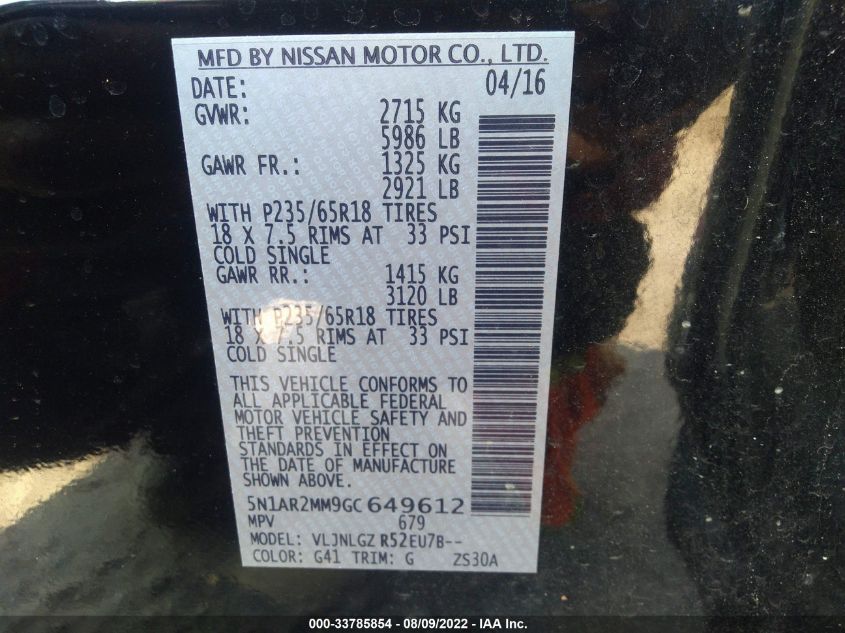 MFD BY NISSAN MOTOR CO., LTD.
DATE: 04/16
GVWR: 2715 KG
5986 LB
GAWR FR.: 1325 KG
2921 LB
WITH P235/65R18 TIRES
18 X 7.5 RIMS AT 33 PSI
COLD SINGLE
GAWR RR.: 1415 KG
3120 LB
WITH P235/65R18 TIRES
18 X 7.5 RIMS AT 33 PSI
COLD SINGLE
THIS VEHICLE CONFORMS TO
ALL APPLICABLE FEDERAL
MOTOR VEHICLE SAFETY AND
THEFT PREVENTION
STANDARDS IN EFFECT ON
THE DATE OF MANUFACTURE
SHOWN ABOVE.
5N1AR2MM9GC649612
MPV 679
MODEL: VLJNLGZ R52EU7B--
COLOR: G41 TRIM: G ZS30A
000-33785854 - 08/09/2022 - IAA Inc.